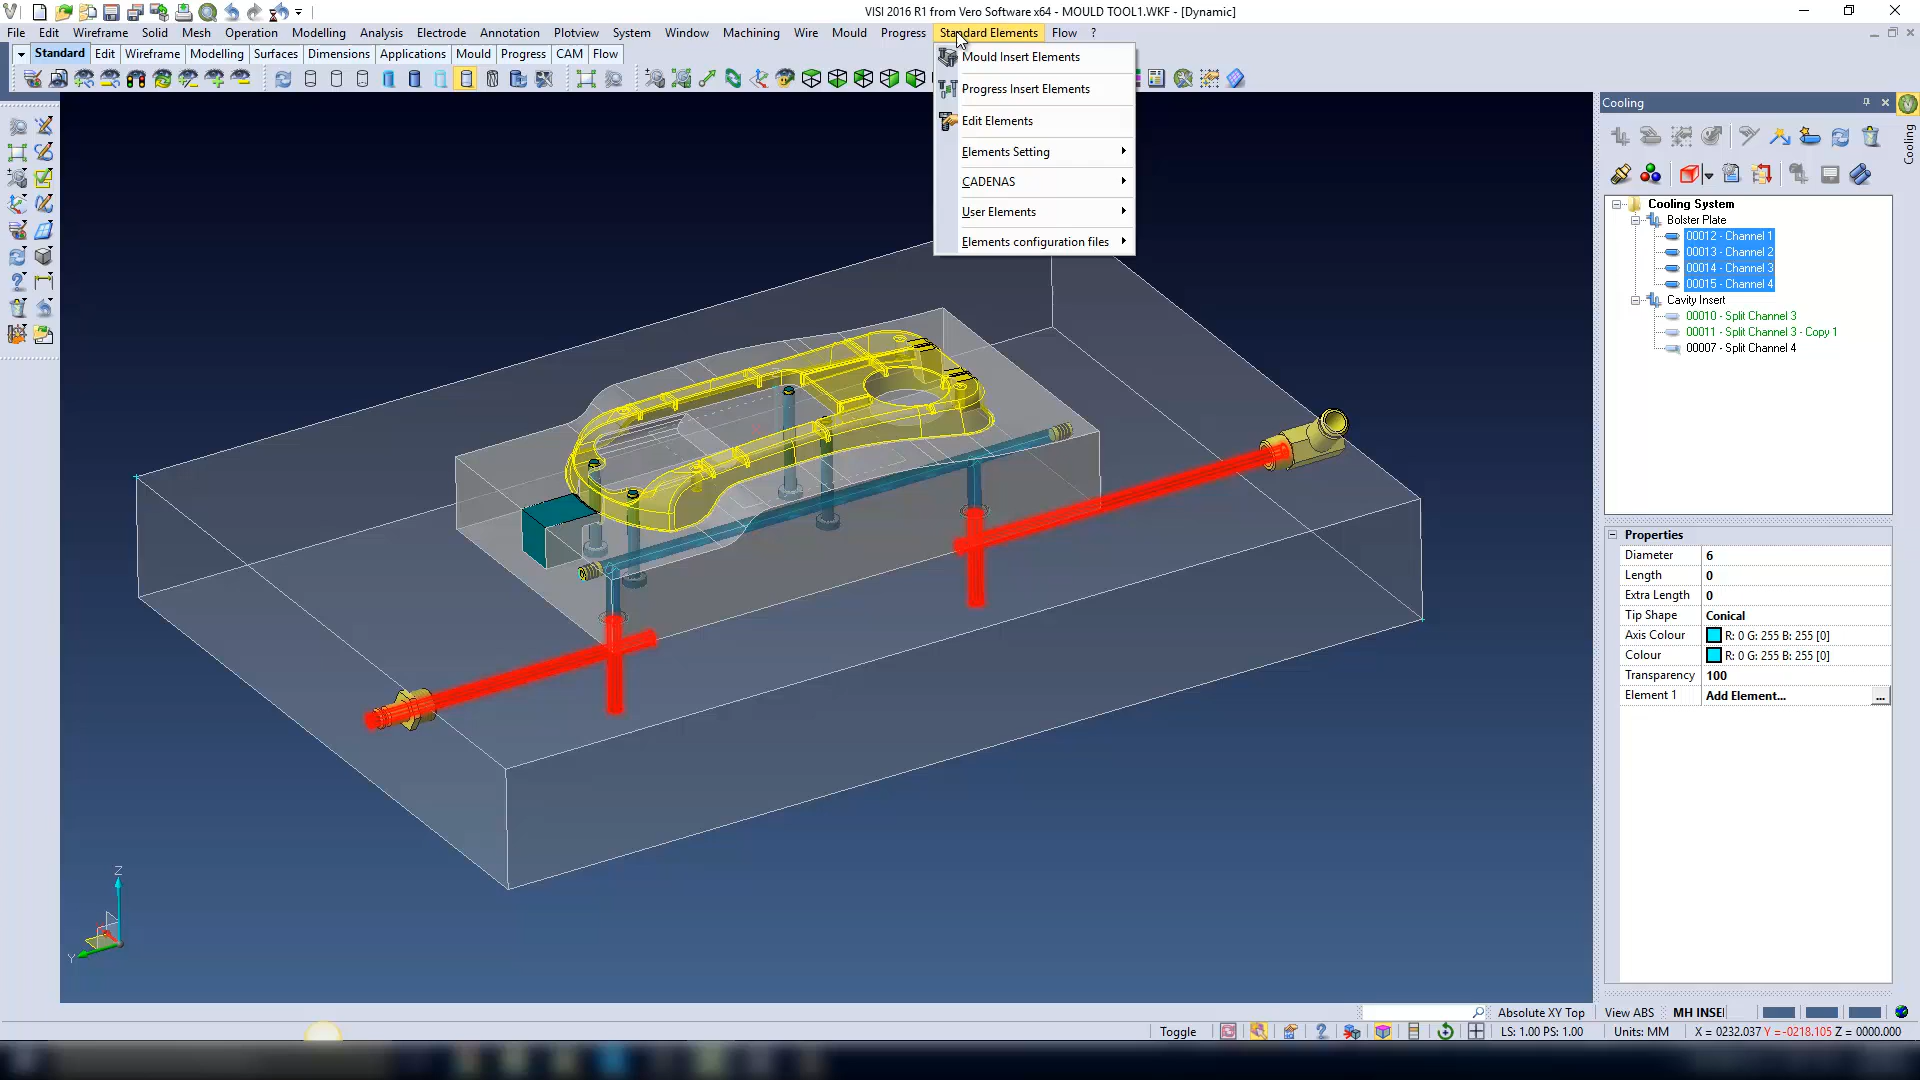 VISI 2016 R1 from Vero Software x64 - MOULD TOOL1.WKF - [Dynamic]
File Edit Wireframe Solid Mesh Modelling Analysis Electrode Operation Annotation Plotview System Window Machining Wire Mould Progress Standard Elements Flow ?
Standard Edit Wireframe Modelling Surfaces Dimensions Applications Mould Progress CAM Flow
Mould Insert Elements
Progress Insert Elements
Edit Elements
Elements Setting
CADENAS
User Elements
Elements configuration files
Cooling
Cooling
Cooling System
Bolster Plate
00012 - Channel 1
00013 - Channel 2
00014 - Channel 3
00015 - Channel 4
Cavity Insert
00010 - Split Channel 3
00011 - Split Channel 3 - Copy 1
00007 - Split Channel 4
Properties
Diameter 6
Length 0
Extra Length 0
Tip Shape Conical
Axis Colour R: 0 G: 255 B: 255 [0]
Colour R: 0 G: 255 B: 255 [0]
Transparency 100
Element 1 Add Element... ...
Z
Y
Absolute XY Top View ABS MH INSEI
Toggle LS: 1.00 PS: 1.00 Units: MM X = 0232.037 Y =-0218.105 Z = 0000.000